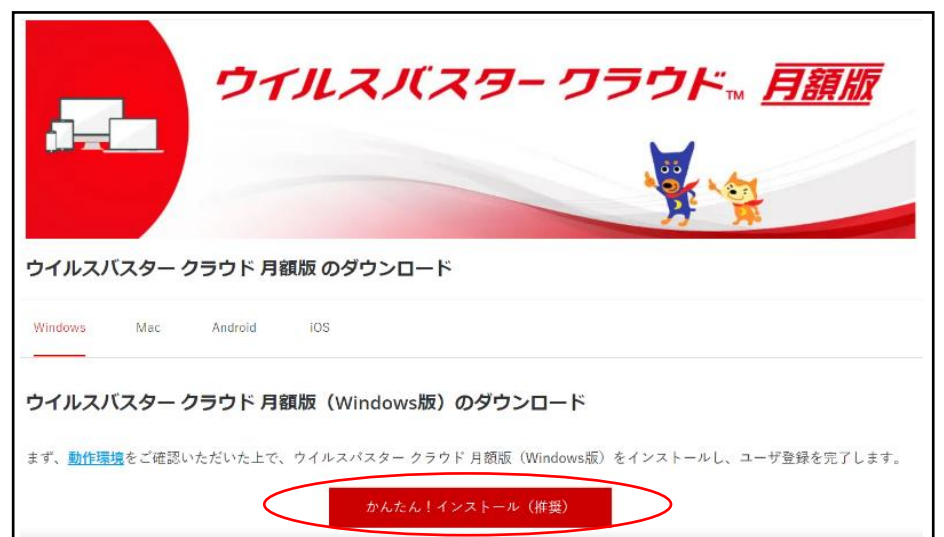 ウイルスバスター クラウド™ 月額版
ウイルスバスター クラウド 月額版 のダウンロード
Windows Mac Android iOS
ウイルスバスター クラウド 月額版（Windows版）のダウンロード
まず、動作環境をご確認いただいた上で、ウイルスバスター クラウド 月額版（Windows版）をインストールし、ユーザ登録を完了します。
かんたん！インストール（推奨）